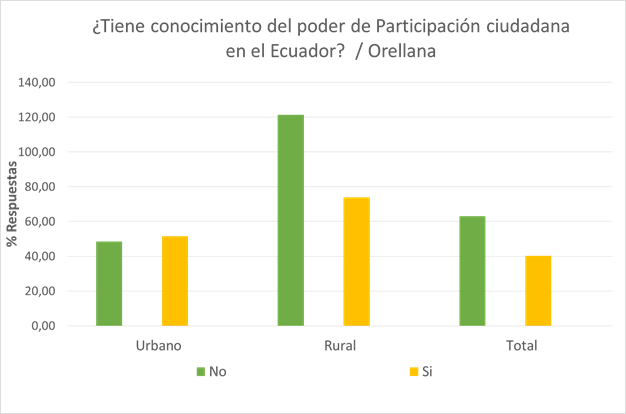 ¿Tiene conocimiento del poder de Participación ciudadana
en el Ecuador? / Orellana
% Respuestas
140,00
120,00
100,00
80,00
60,00
40,00
20,00
0,00
Urbano Rural Total
No Si